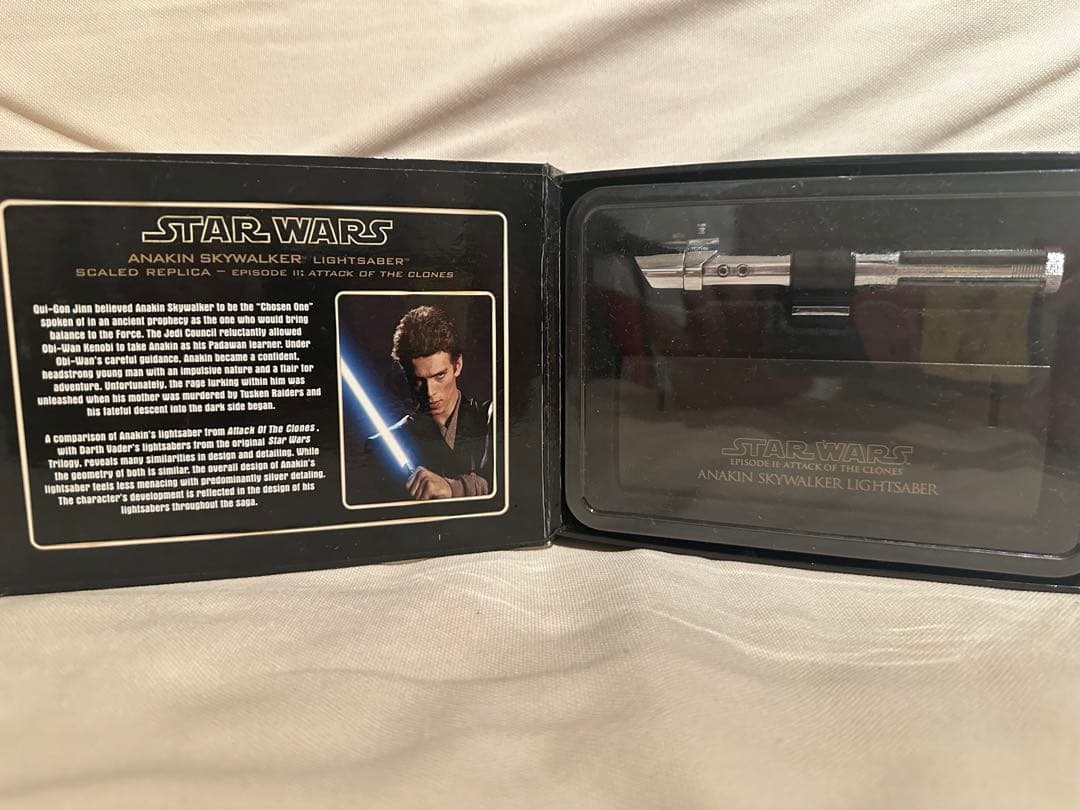 STAR WARS
ANAKIN SKYWALKER™ LIGHTSABER™
SCALED REPLICA – EPISODE II: ATTACK OF THE CLONES
Qui-Gon Jinn believed Anakin Skywalker to be the "Chosen One"
spoken of in an ancient prophecy as the one who would bring
balance to the Force. The Jedi Council reluctantly allowed
Obi-Wan Kenobi to take Anakin as his Padawan learner. Under
Obi-Wan's careful guidance, Anakin became a confident,
headstrong young man with an impulsive nature and a flair for
adventure. Unfortunately, the rage lurking within him was
unleashed when his mother was murdered by Tusken Raiders and
his fateful descent into the dark side began.
A comparison of Anakin's lightsaber from Attack Of The Clones,
with Darth Vader's lightsabers from the original Star Wars
Trilogy, reveals many similarities in design and detailing. While
the geometry of both is similar, the overall design of Anakin's
lightsaber feels less menacing with predominantly silver detailing.
The character's development is reflected in the design of his
lightsabers throughout the saga.
STAR WARS
EPISODE II: ATTACK OF THE CLONES
ANAKIN SKYWALKER LIGHTSABER